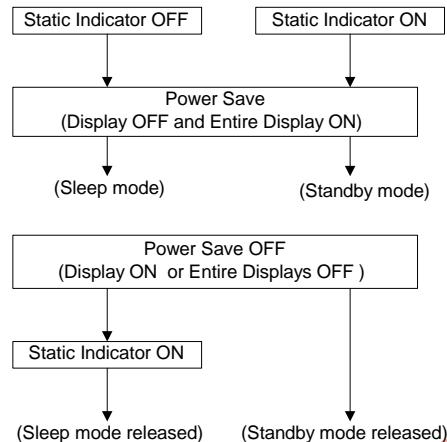 Static Indicator OFF
Static Indicator ON
Power Save
(Display OFF and Entire Display ON)
(Sleep mode)
(Standby mode)
Power Save OFF
(Display ON or Entire Displays OFF )
Static Indicator ON
(Sleep mode released)
(Standby mode released)